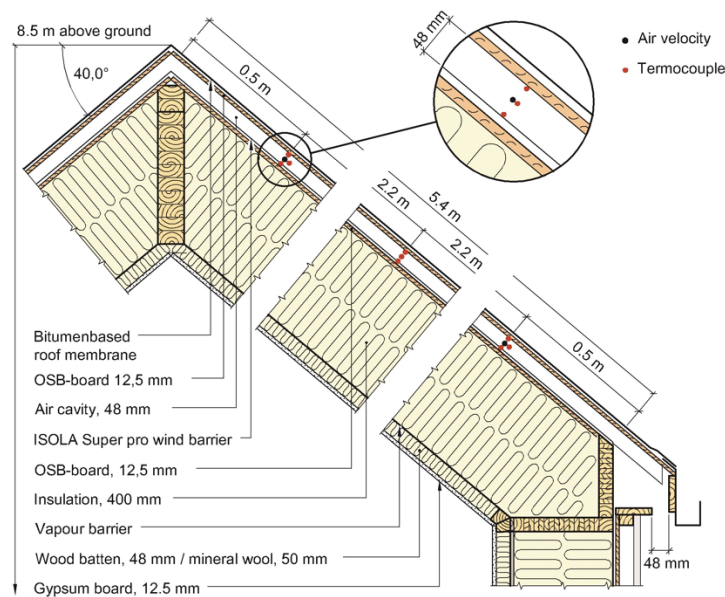 8.5 m above ground
40,0°
0.5 m
48 mm
Air velocity
Termocouple
2.2 m
5.4 m
2.2 m
0.5 m
Bitumenbased
roof membrane
OSB-board 12,5 mm
Air cavity, 48 mm
ISOLA Super pro wind barrier
OSB-board, 12,5 mm
Insulation, 400 mm
Vapour barrier
Wood batten, 48 mm / mineral wool, 50 mm
Gypsum board, 12.5 mm
48 mm